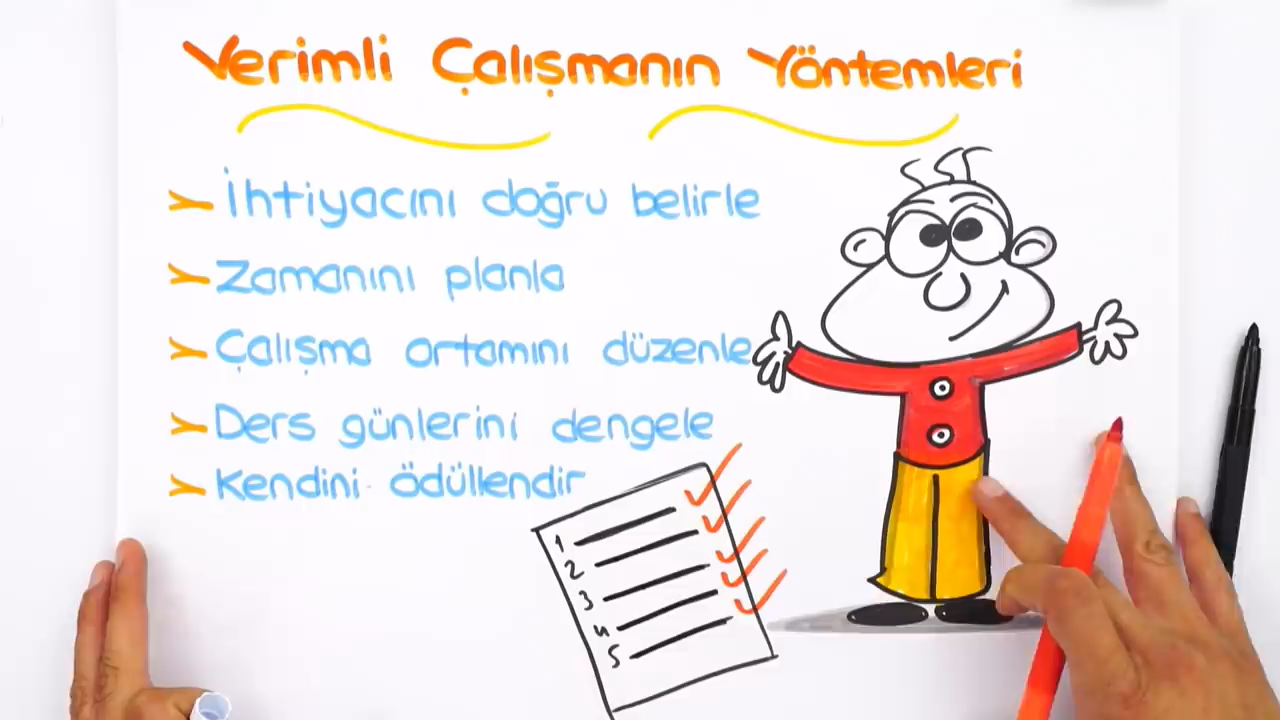 Verimli Çalışmanın Yöntemleri
İhtiyacını doğru belirle
Zamanını planla
Çalışma ortamını düzenle
Ders günlerini dengele
Kendini ödüllendir
1
2
3
4
5